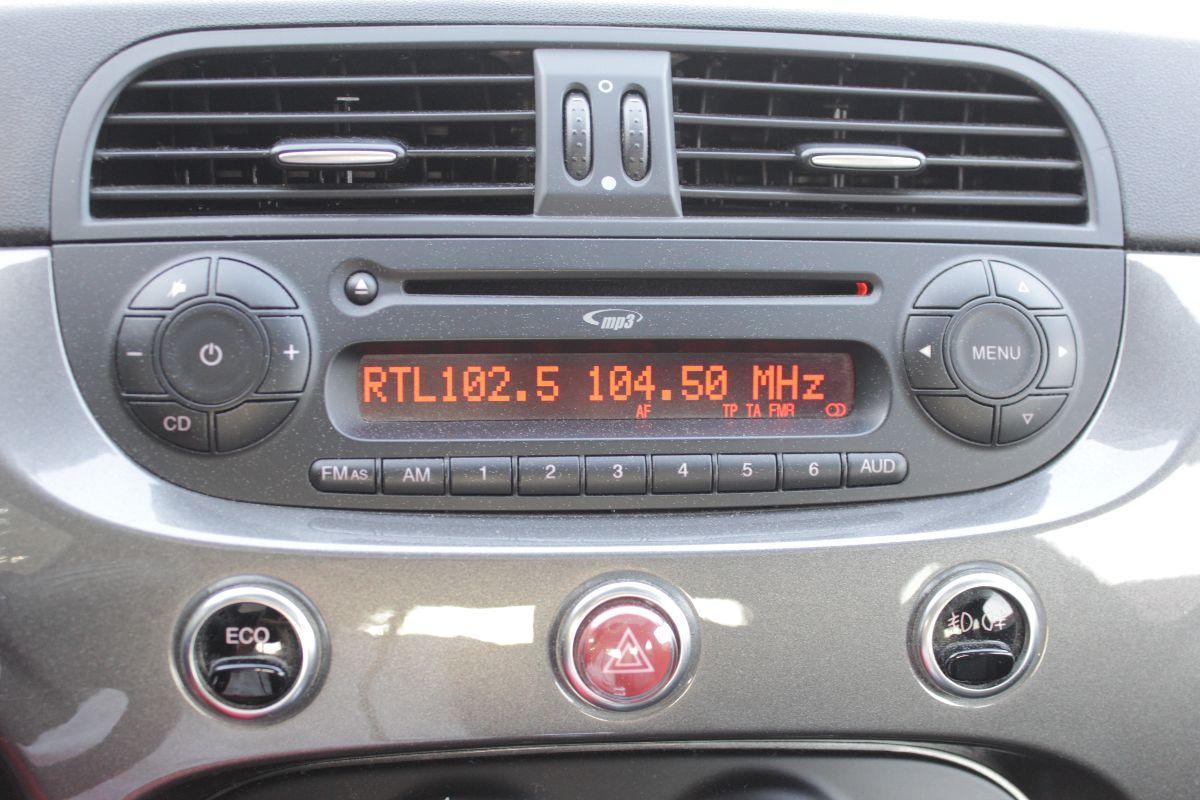 mp3
RTL102.5 104.50 MHz
AF TP TA FMR
MENU
CD
FM AS AM 1 2 3 4 5 6 AUD
ECO